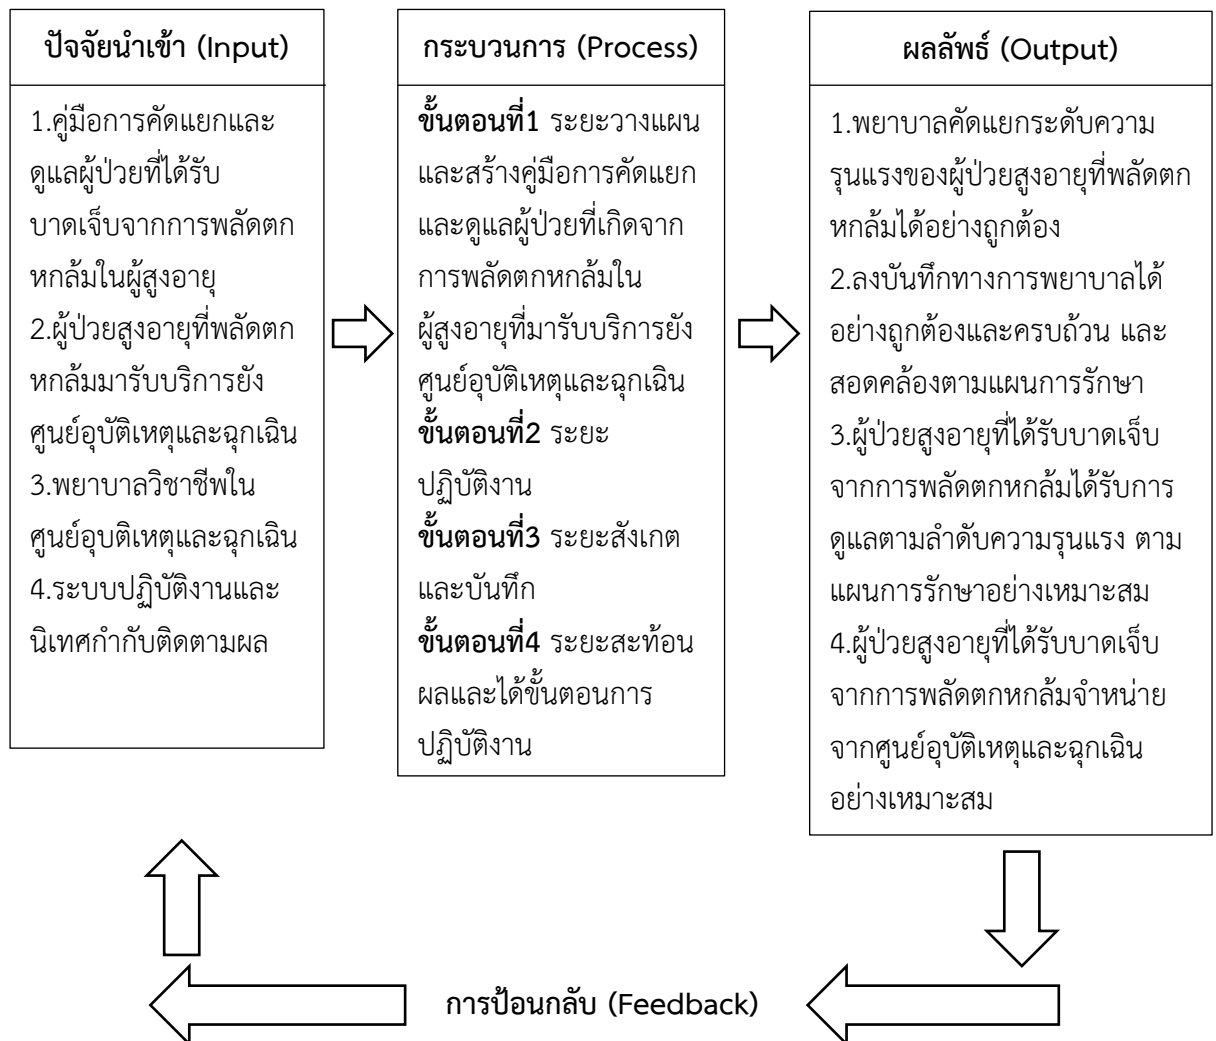 ปัจจัยนำเข้า (Input)
1.คู่มือการคัดแยกและ
ดูแลผู้ป่วยที่ได้รับ
บาดเจ็บจากการพลัดตก
หกล้มในผู้สูงอายุ
2.ผู้ป่วยสูงอายุที่พลัดตก
หกล้มมารับบริการยัง
ศูนย์อุบัติเหตุและฉุกเฉิน
3.พยาบาลวิชาชีพใน
ศูนย์อุบติเหตุและฉุกเฉิน
4.ระบบปฏิบัติงานและ
นิเทศกำกับติดตามผล
กระบวนการ (Process)
ขั้นตอนที่1 ระยะวางแผน
และสร้างคู่มือการคัดแยก
และดูแลผู้ป่วยที่เกิดจาก
การพลัดตกหกล้มใน
ผู้สูงอายุที่มารับบริการยัง
ศูนย์อุบัติเหตุและฉุกเฉิน
ขั้นตอนที่2 ระยะ
ปฏิบัติงาน
ขั้นตอนที่3 ระยะสังเกต
และบันทึก
ขั้นตอนที่4 ระยะสะท้อน
ผลและได้ขั้นตอนการ
ปฏิบัติงาน
ผลลัพธ์ (Output)
1.พยาบาลคัดแยกระดับความ
รุนแรงของผู้ป่วยสูงอายุที่พลัดตก
หกล้มได้อย่างถูกต้อง
2.ลงบันทึกทางการพยาบาลได้
อย่างถูกต้องและครบถ้วน และ
สอดคล้องตามแผนการรักษา
3.ผู้ป่วยสูงอายุที่ได้รับบาดเจ็บ
จากการพลัดตกหกล้มได้รับการ
ดูแลตามลำดับความรุนแรง ตาม
แผนการรักษาอย่างเหมาะสม
4.ผู้ป่วยสูงอายุที่ได้รับบาดเจ็บ
จากการพลัดตกหกล้มจำหน่าย
จากศูนย์อุบัติเหตุและฉุกเฉิน
อย่างเหมาะสม
การป้อนกลับ (Feedback)